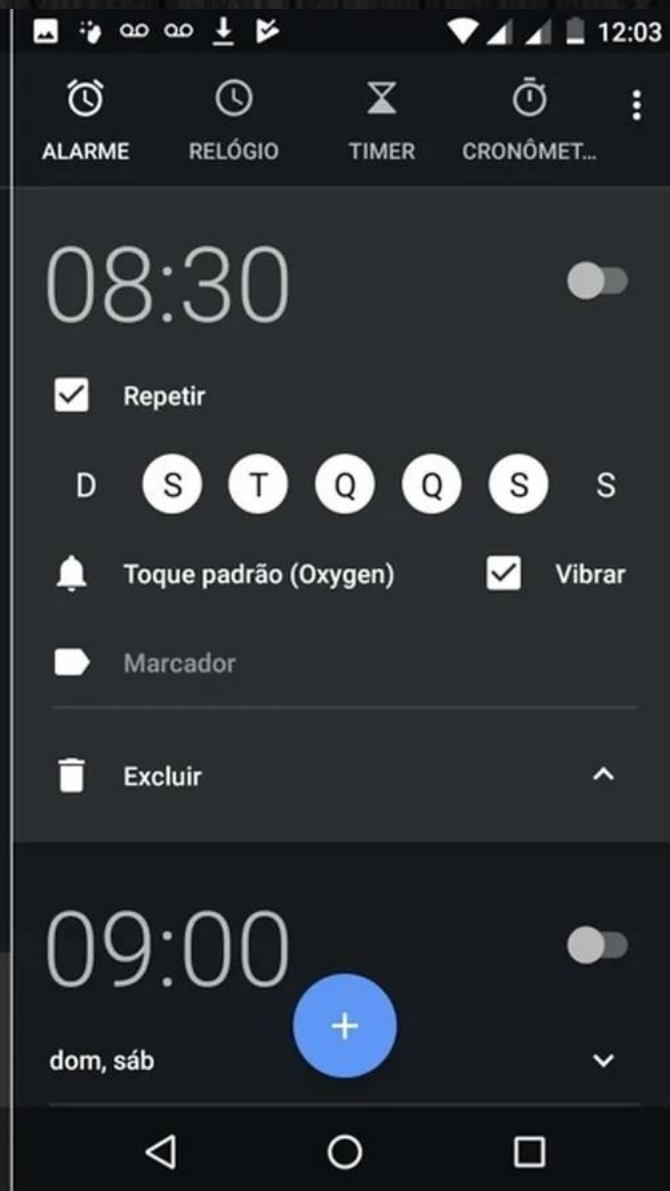 12:03
ALARME RELÓGIO TIMER CRONÔMET...
08:30
Repetir
D S T Q Q S S
Toque padrão (Oxygen) Vibrar
Marcador
Excluir
09:00
dom, sáb